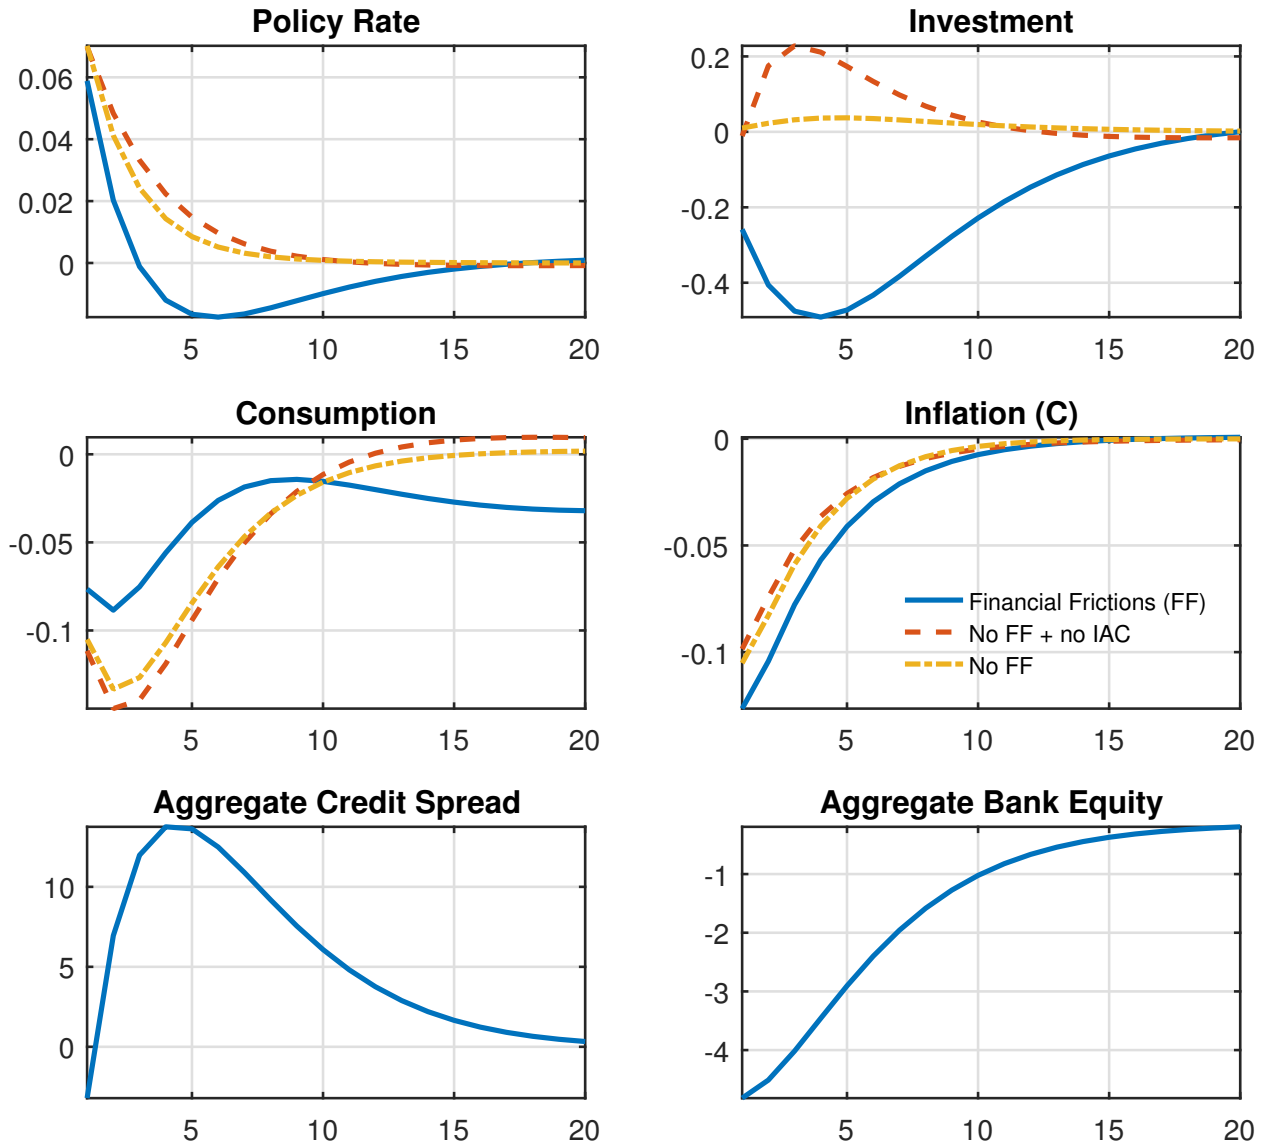 Policy Rate
0.06
0.04
0.02
0
5 10 15 20
Investment
0.2
0
-0.2
-0.4
5 10 15 20
Consumption
0
-0.05
-0.1
5 10 15 20
Inflation (C)
0
-0.05
-0.1
Financial Frictions (FF)
No FF + no IAC
No FF
5 10 15 20
Aggregate Credit Spread
10
5
0
5 10 15 20
Aggregate Bank Equity
-1
-2
-3
-4
5 10 15 20